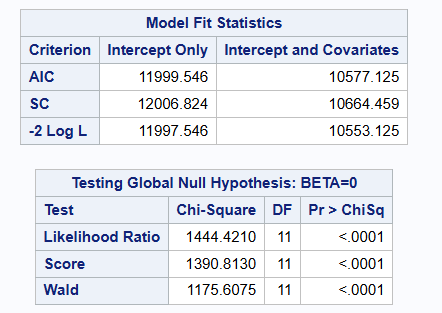 Model Fit Statistics
Criterion Intercept Only Intercept and Covariates
AIC 11999.546 10577.125
SC 12006.824 10664.459
-2 Log L 11997.546 10553.125
Testing Global Null Hypothesis: BETA=0
Test Chi-Square DF Pr > ChiSq
Likelihood Ratio 1444.4210 11 <.0001
Score 1390.8130 11 <.0001
Wald 1175.6075 11 <.0001